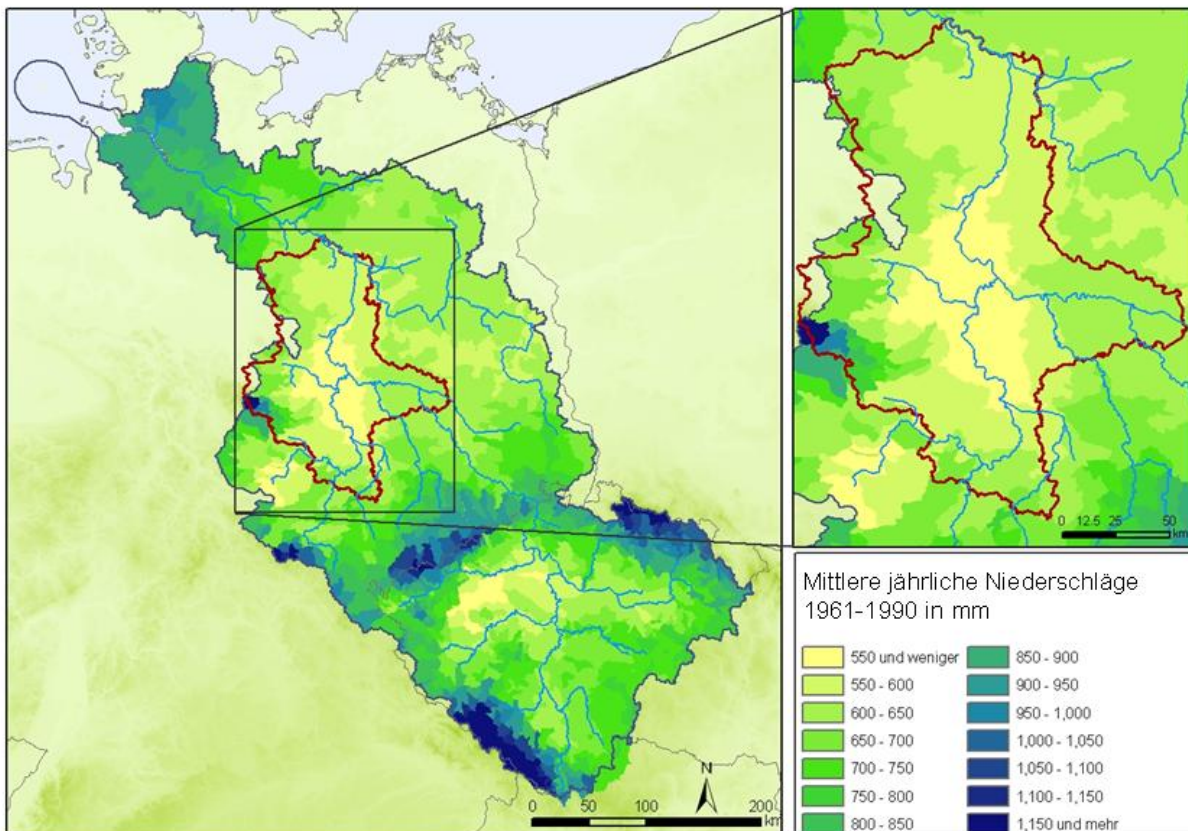 N
0 50 100 200
km
0 12.5 25 50
km
Mittlere jährliche Niederschläge
1961-1990 in mm
550 und weniger
550 - 600
600 - 650
650 - 700
700 - 750
750 - 800
800 - 850
850 - 900
900 - 950
950 - 1,000
1,000 - 1,050
1,050 - 1,100
1,100 - 1,150
1,150 und mehr